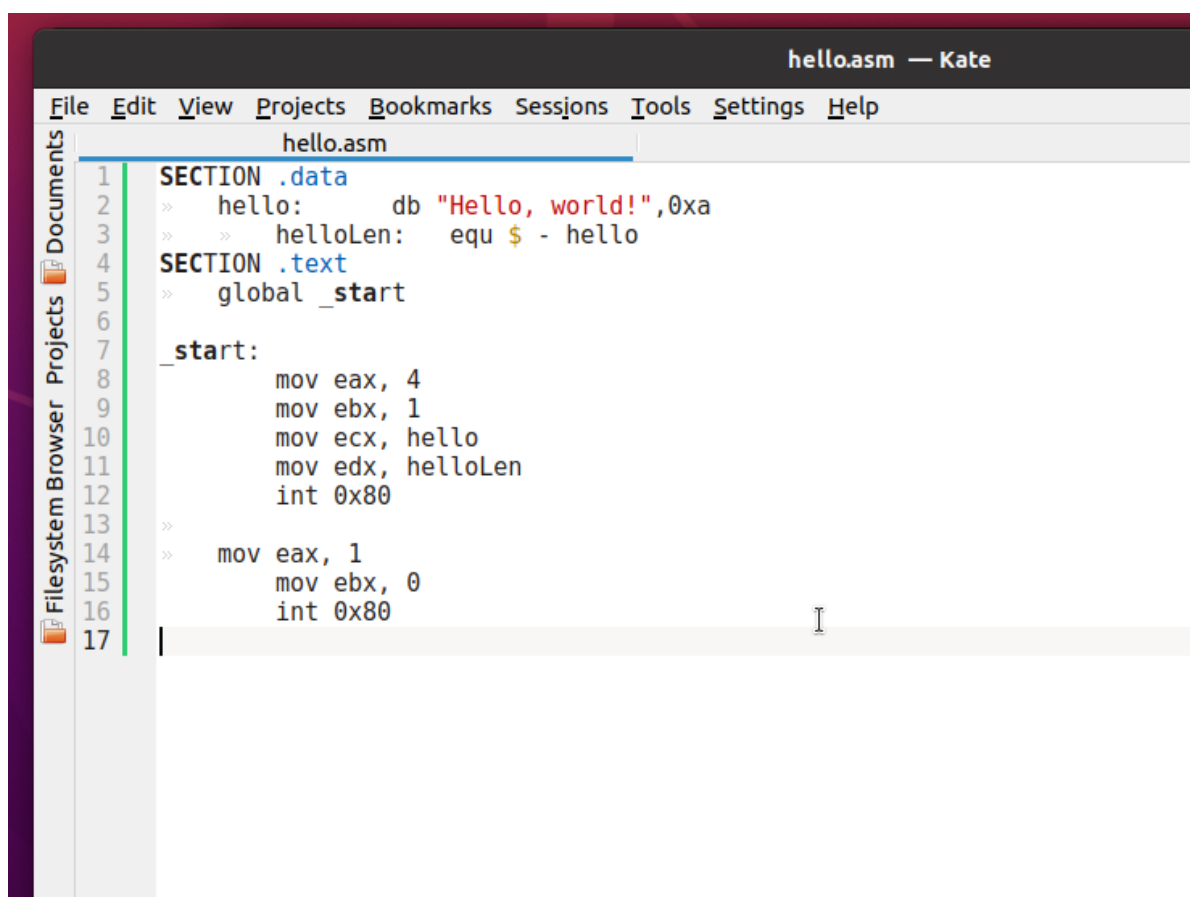 hello.asm — Kate
File Edit View Projects Bookmarks Sessions Tools Settings Help
Documents
Projects
Filesystem Browser
hello.asm
1 SECTION .data
2 » hello: db "Hello, world!",0xa
3 » » helloLen: equ $ - hello
4 SECTION .text
5 » global _start
6
7 _start:
8 mov eax, 4
9 mov ebx, 1
10 mov ecx, hello
11 mov edx, helloLen
12 int 0x80
13 »
14 » mov eax, 1
15 mov ebx, 0
16 int 0x80
17